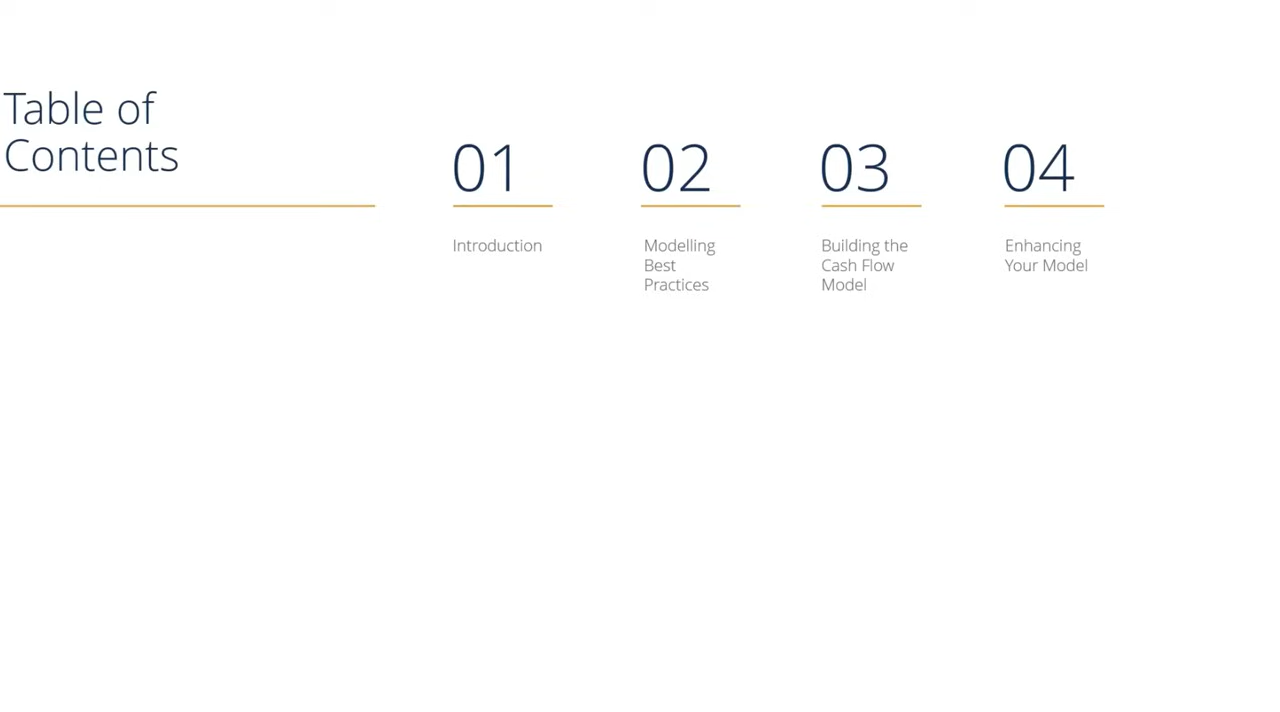 Table of
Contents
01
Introduction
02
Modelling
Best
Practices
03
Building the
Cash Flow
Model
04
Enhancing
Your Model